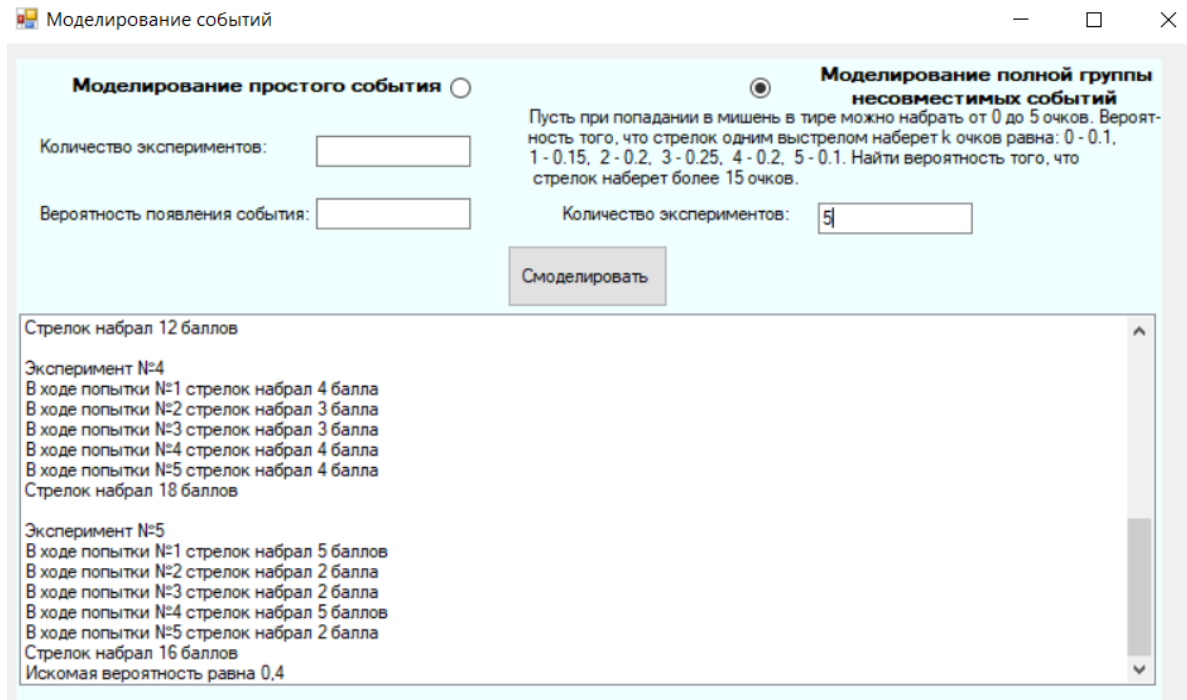 Моделирование событий
Моделирование простого события
Моделирование полной группы
несовместимых событий
Пусть при попадании в мишень в тире можно набрать от 0 до 5 очков. Вероят-
ность того, что стрелок одним выстрелом наберет k очков равна: 0 - 0.1,
1 - 0.15, 2 - 0.2, 3 - 0.25, 4 - 0.2, 5 - 0.1. Найти вероятность того, что
стрелок наберет более 15 очков.
Количество экспериментов:
Вероятность появления события:
Количество экспериментов: 5
Смоделировать
Стрелок набрал 12 баллов
Эксперимент №4
В ходе попытки №1 стрелок набрал 4 балла
В ходе попытки №2 стрелок набрал 3 балла
В ходе попытки №3 стрелок набрал 3 балла
В ходе попытки №4 стрелок набрал 4 балла
В ходе попытки №5 стрелок набрал 4 балла
Стрелок набрал 18 баллов
Эксперимент №5
В ходе попытки №1 стрелок набрал 5 баллов
В ходе попытки №2 стрелок набрал 2 балла
В ходе попытки №3 стрелок набрал 2 балла
В ходе попытки №4 стрелок набрал 5 баллов
В ходе попытки №5 стрелок набрал 2 балла
Стрелок набрал 16 баллов
Искомая вероятность равна 0,4